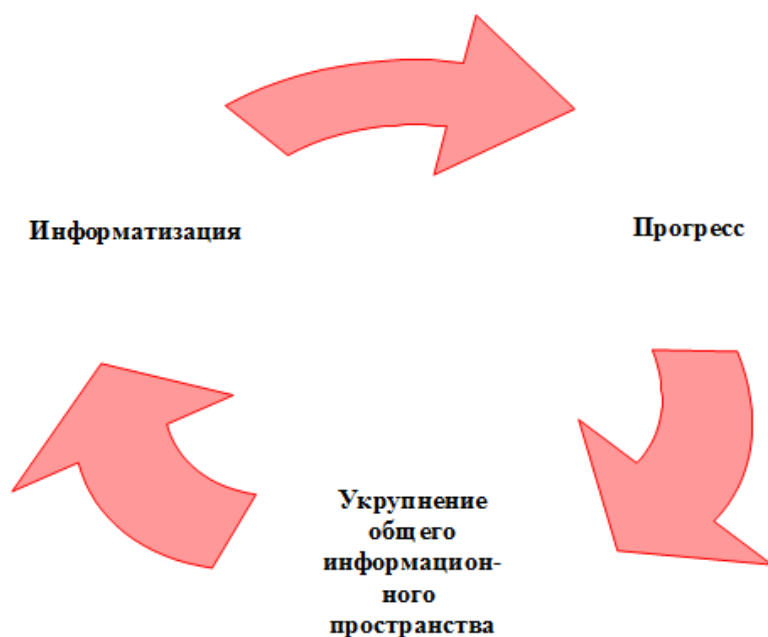 Информатизация
Прогресс
Укрупнение
общего
информацион-
ного
пространства